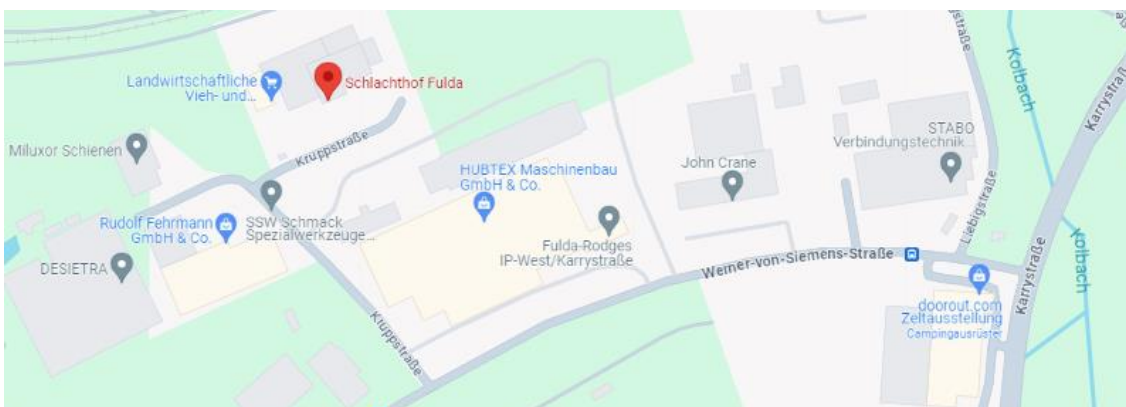 Landwirtschaftliche
Vieh- und...
Schlachthof Fulda
Kruppstraße
Miluxor Schienen
HUBTEX Maschinenbau
GmbH & Co.
John Crane
STABO
Verbindungstechnik
Kolbach
Karrystraß
Rudolf Fehrmann
GmbH & Co.
SSW Schmack
Spezialwerkzeuge...
Fulda-Rodges
IP-West/Karrystraße
DESIETRA
Werner-von-Siemens-Straße
Liebigstraße
Karrystraße
Kolbach
doorout.com
Zeltausstellung
Campingausrüster
Kruppstraße